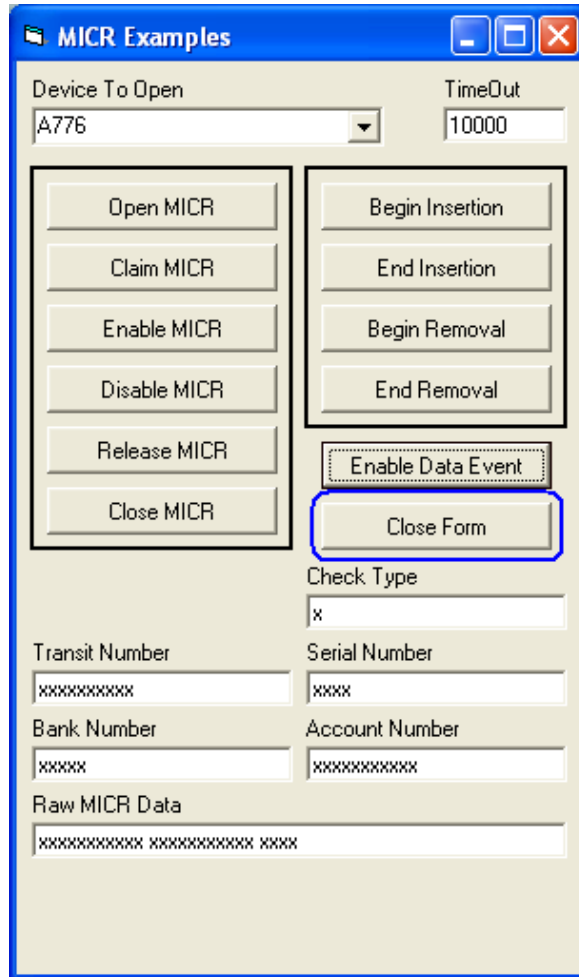 MICR Examples
Device To Open TimeOut
A776 10000
Open MICR Begin Insertion
Claim MICR End Insertion
Enable MICR Begin Removal
Disable MICR End Removal
Release MICR Enable Data Event
Close MICR Close Form
Check Type
x
Transit Number Serial Number
xxxxxxxxxx xxxx
Bank Number Account Number
xxxxx xxxxxxxxxxx
Raw MICR Data
xxxxxxxxxxx xxxxxxxxxxx xxxx